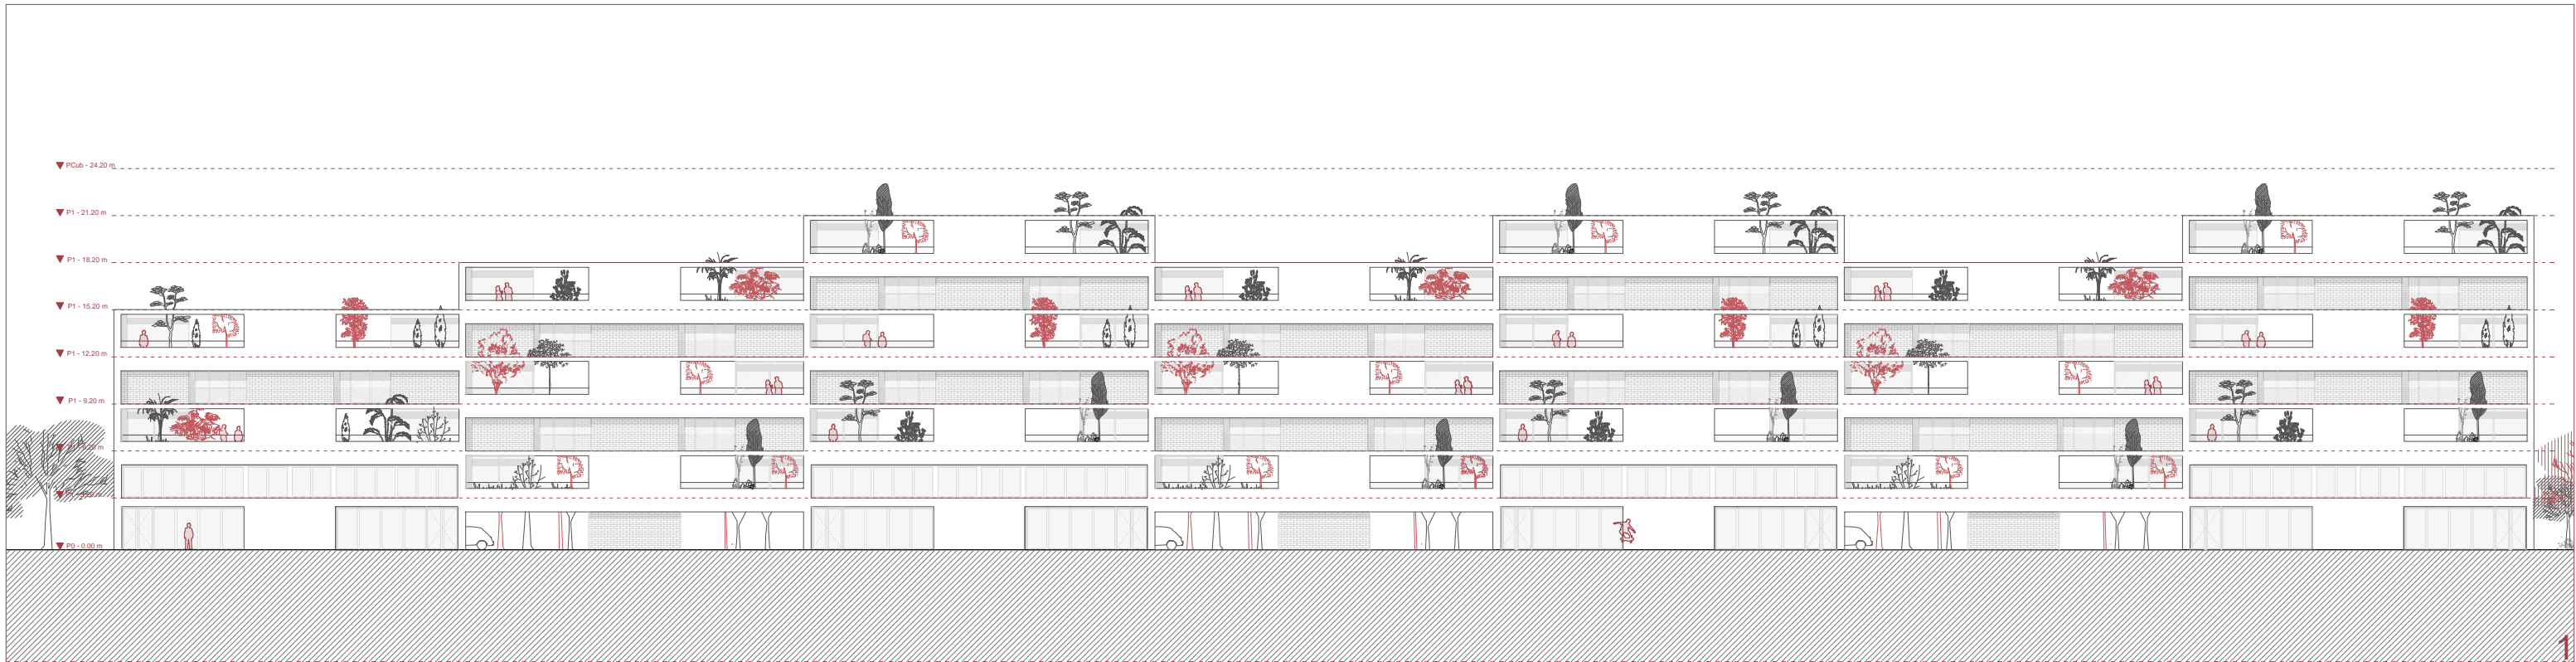 PCub - 24.20 m
P1 - 21.20 m
P1 - 18.20 m
P1 - 15.20 m
P1 - 12.20 m
P1 - 9.20 m
P0 - 0.00 m
1